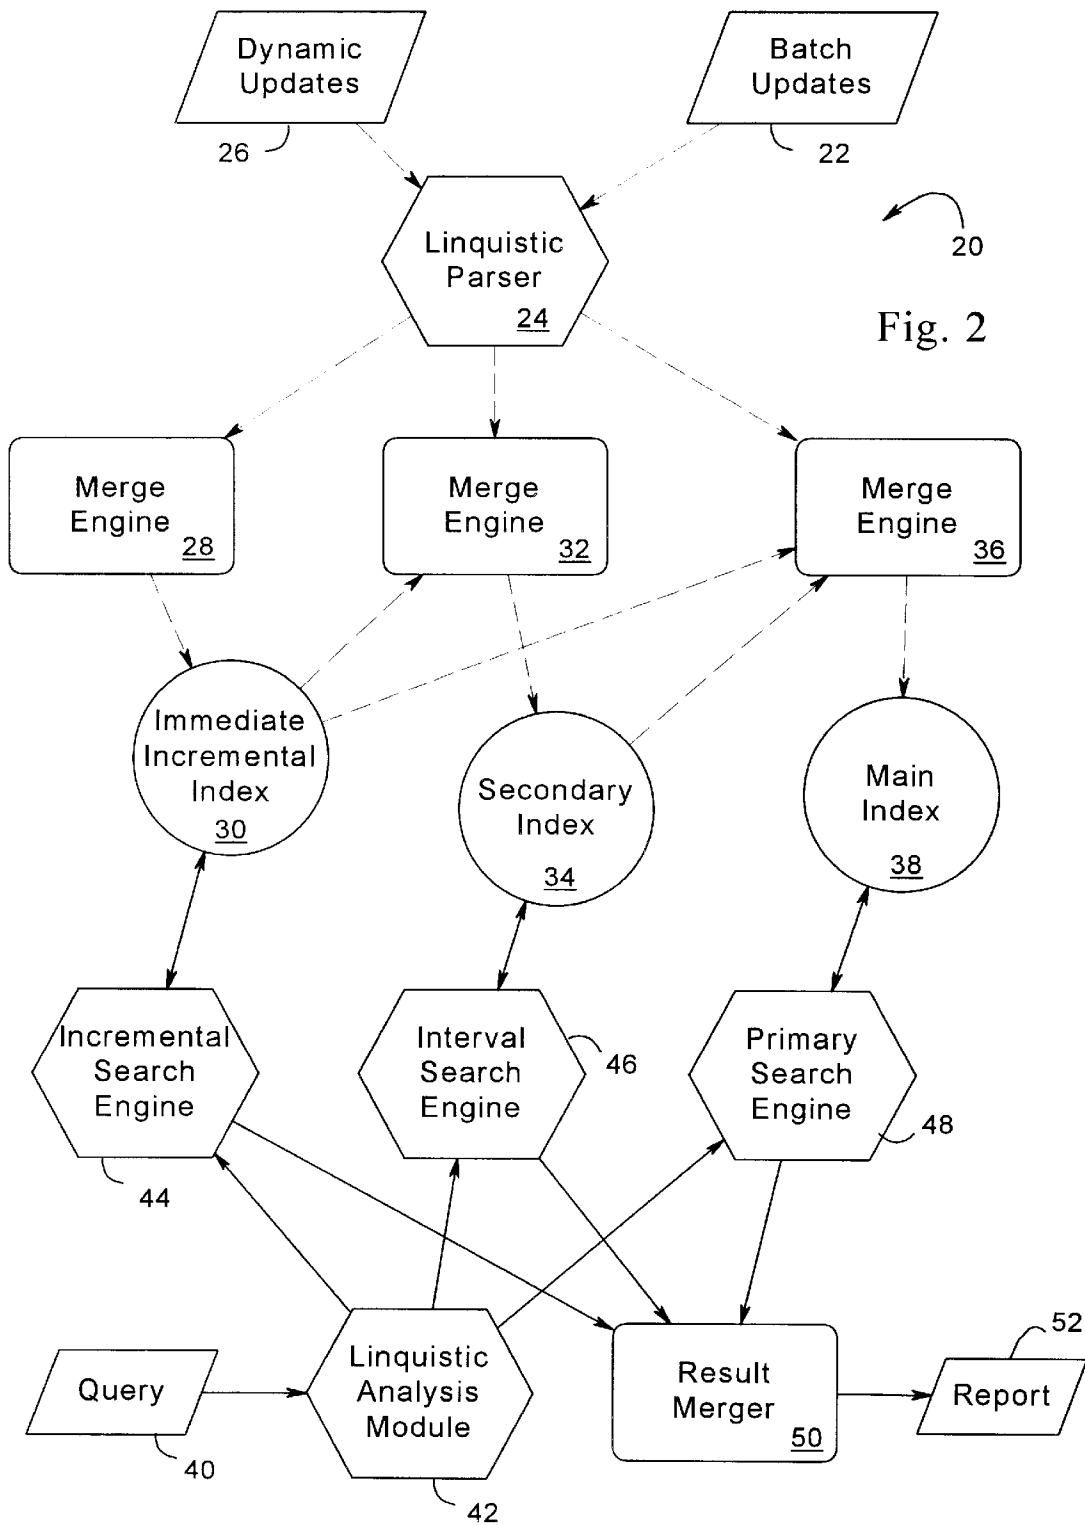 Dynamic
Updates
26
Batch
Updates
22
20
Fig. 2
Linquistic
Parser
24
Merge
Engine
28
Merge
Engine
32
Merge
Engine
36
Immediate
Incremental
Index
30
Secondary
Index
34
Main
Index
38
Incremental
Search
Engine
44
Interval
Search
Engine
46
Primary
Search
Engine
48
Query
40
Linquistic
Analysis
Module
42
Result
Merger
50
Report
52